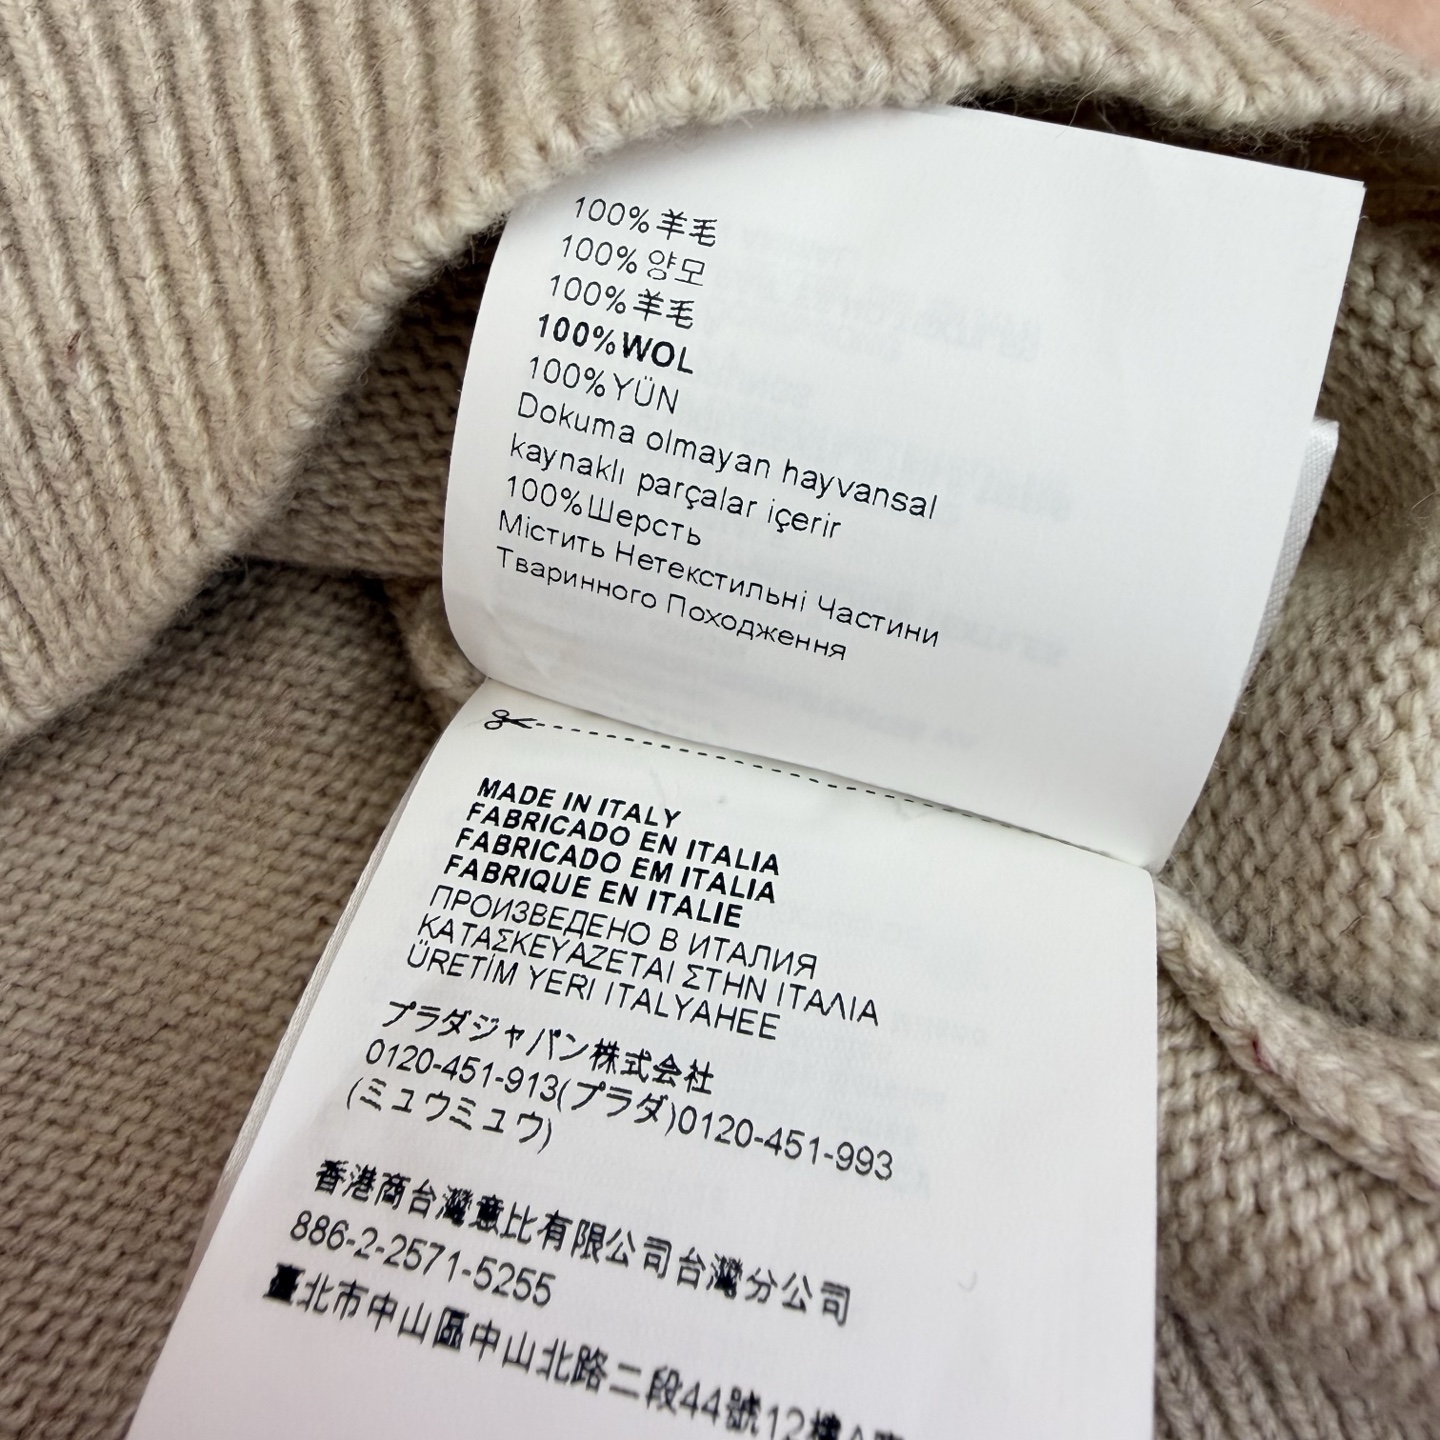 100%羊毛
100%양모
100%羊毛
100%WOL
100%YÜN
Dokuma olmayan hayvansal
kaynaklı parçalar içerir
100%Шерсть
Містить Нетекстильні Частини
Тваринного Походження
MADE IN ITALY
FABRICADO EN ITALIA
FABRICADO EM ITALIA
FABRIQUE EN ITALIE
ПРОИЗВЕДЕНО В ИТАЛИЯ
ΚΑΤΑΣΚΕΥΑΖΕΤΑΙ ΣΤΗΝ ΙΤΑΛΙΑ
ÜRETİM YERI ITALYAHEE
プラダジャパン株式会社
0120-451-913(プラダ)0120-451-993
(ミュウミュウ)
香港商台灣意比有限公司台灣分公司
886-2-2571-5255
臺北市中山區中山北路二段44號12樓